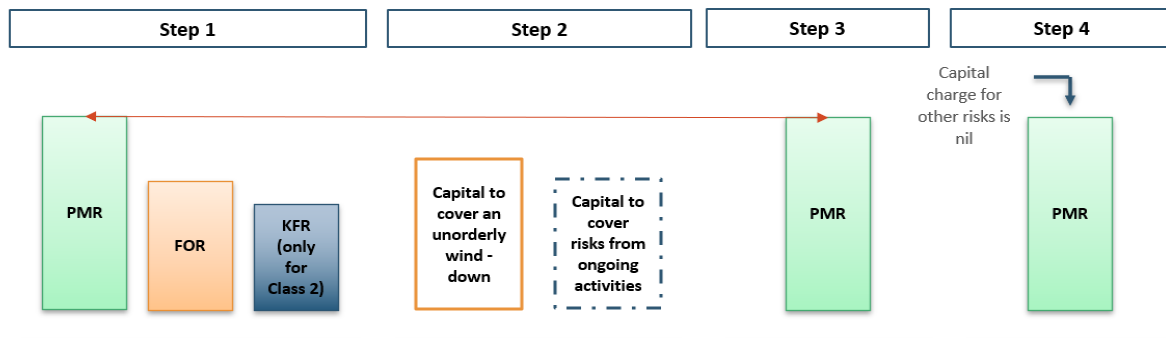 Step 1
Step 2
Step 3
Step 4
Capital
charge for
other risks is
nil
PMR
FOR
KFR
(only
for
Class 2)
Capital to
cover an
unorderly
wind -
down
Capital to
cover
risks from
ongoing
activities
PMR
PMR